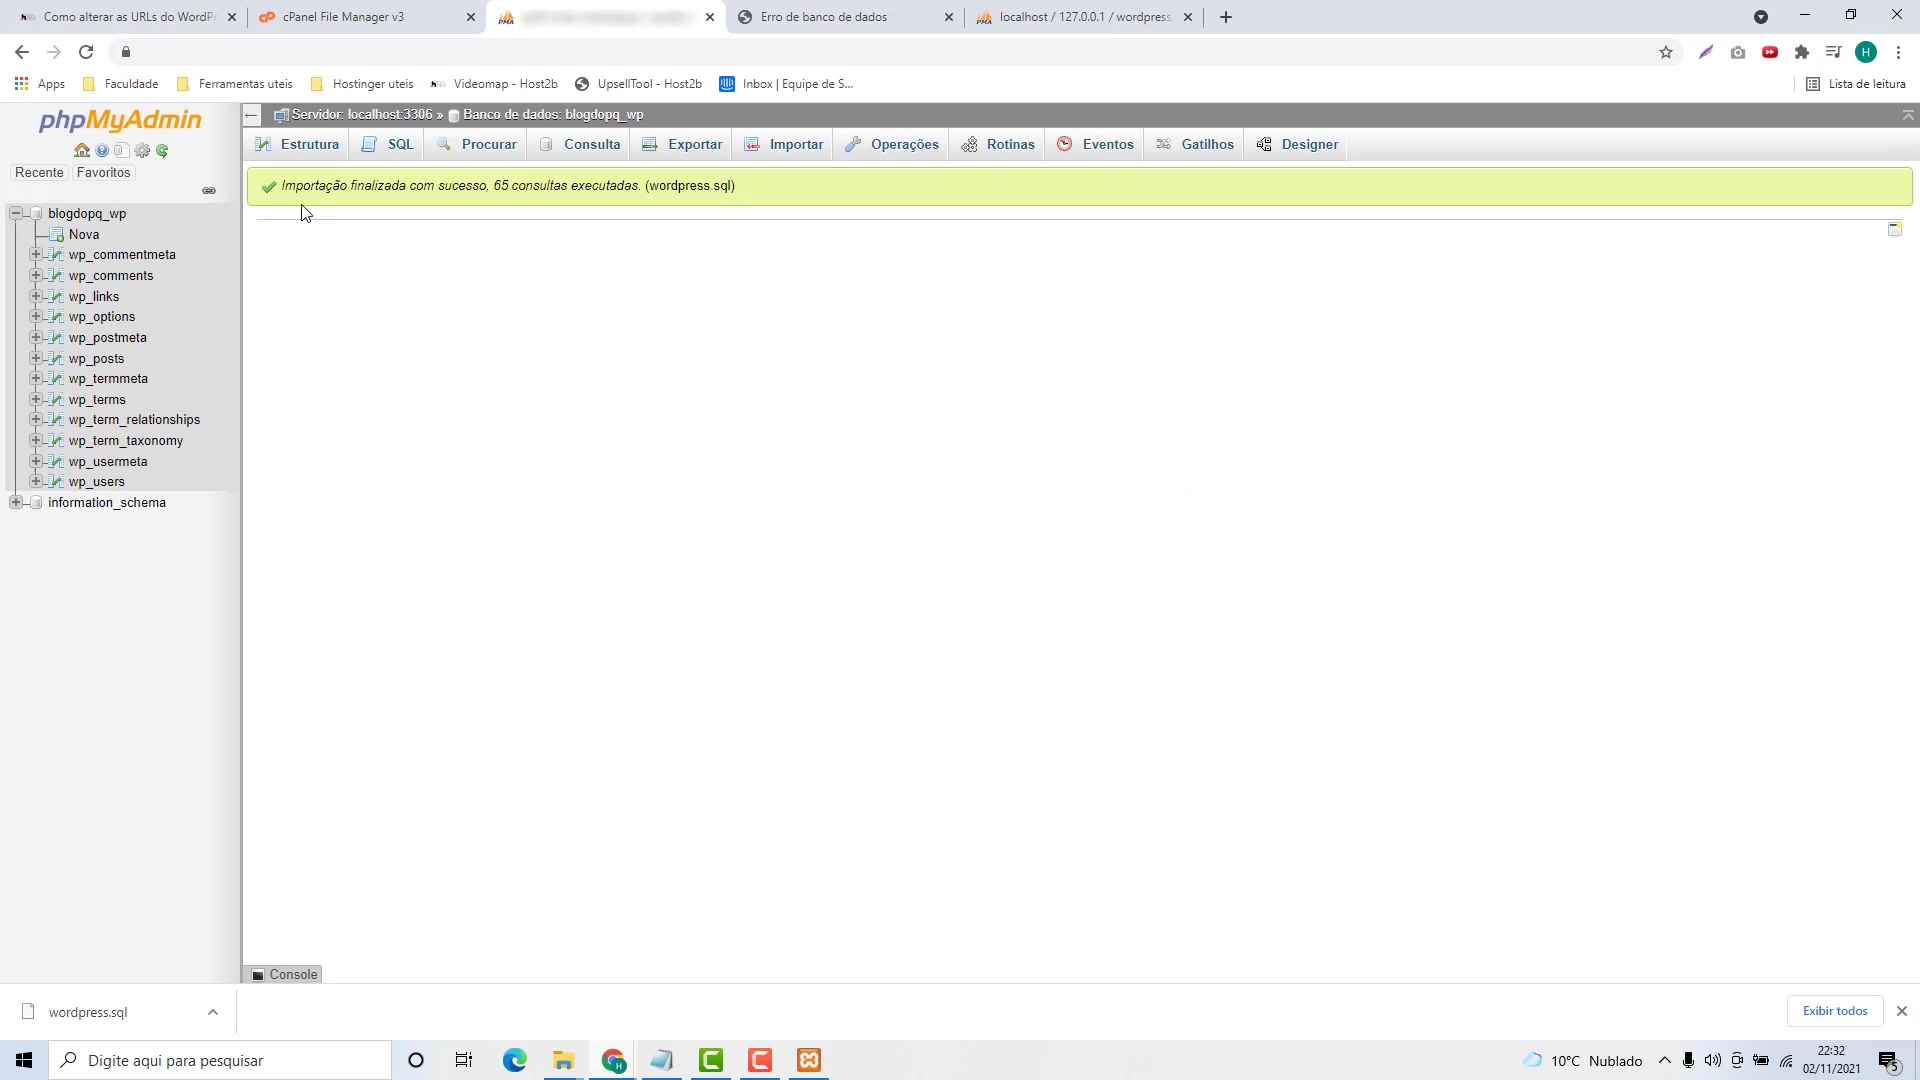 Como alterar as URLs do WordPr
cPanel File Manager v3
Erro de banco de dados
localhost / 127.0.0.1 / wordpress
H
Apps
Faculdade
Ferramentas uteis
Hostinger uteis
Videomap - Host2b
UpsellTool - Host2b
Inbox | Equipe de S...
Lista de leitura
phpMyAdmin
Recente
Favoritos
blogdopq_wp
Nova
wp_commentmeta
wp_comments
wp_links
wp_options
wp_postmeta
wp_posts
wp_termmeta
wp_terms
wp_term_relationships
wp_term_taxonomy
wp_usermeta
wp_users
information_schema
Servidor: localhost:3306 » Banco de dados: blogdopq_wp
Estrutura
SQL
Procurar
Consulta
Exportar
Importar
Operações
Rotinas
Eventos
Gatilhos
Designer
Importação finalizada com sucesso, 65 consultas executadas. (wordpress.sql)
Console
wordpress.sql
Exibir todos
Digite aqui para pesquisar
10°C Nublado
22:32
02/11/2021
5